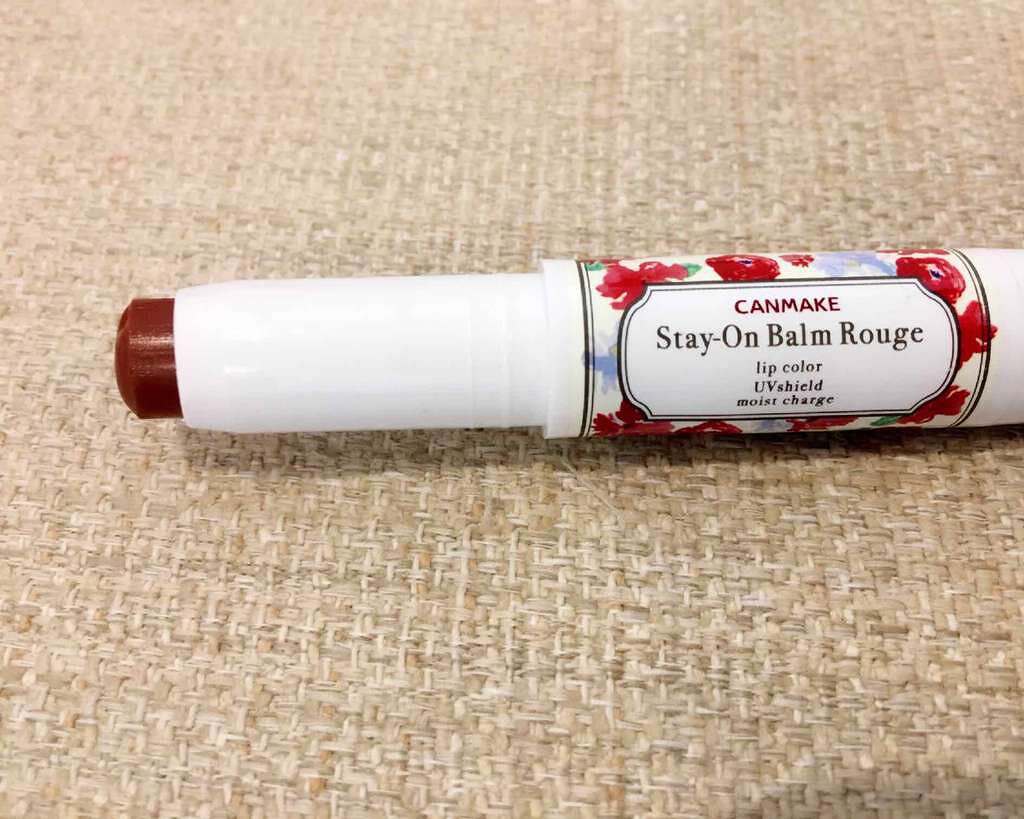 CANMAKE
Stay-On Balm Rouge
lip color
UVshield
moist charge